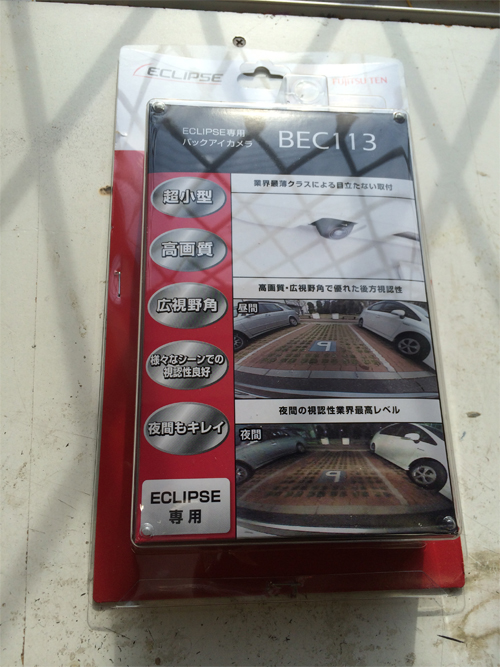 ECLIPSE
FUJITSU TEN
ECLIPSE専用
バックアイカメラ
BEC113
超小型
高画質
広視野角
様々なシーンでの
視認性良好
夜間もキレイ
ECLIPSE
専用
業界最薄クラスによる目立たない取付
高画質・広視野角で優れた後方視認性
昼間
P
夜間の視認性業界最高レベル
夜間
P